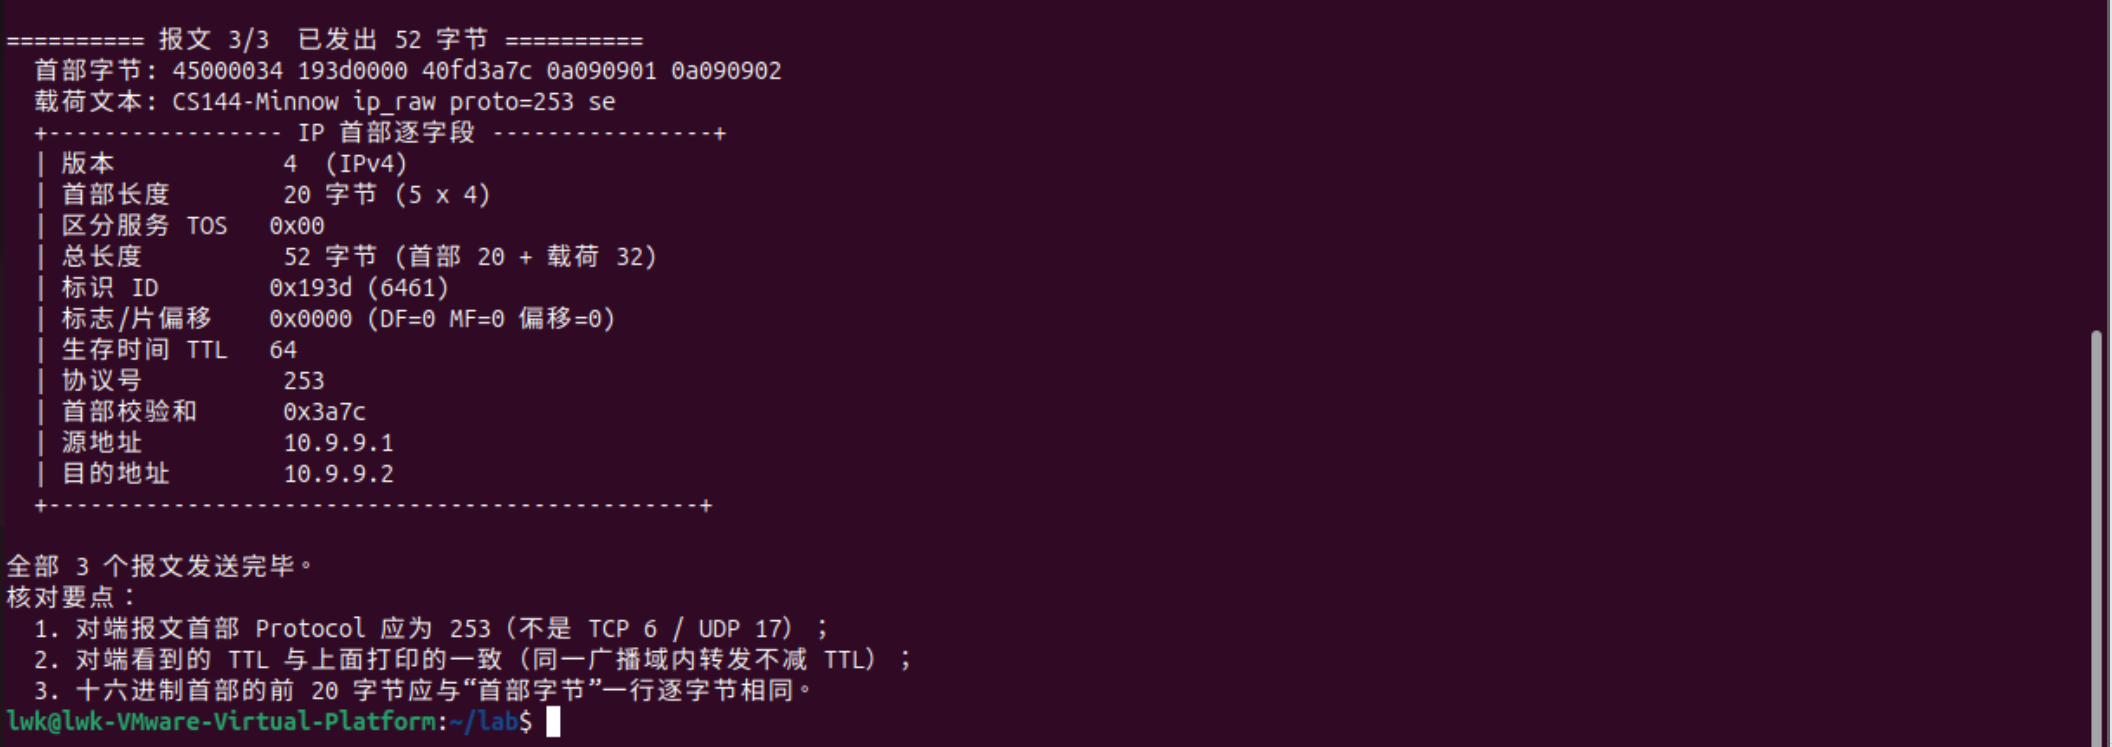 ========== 报文 3/3  已发出 52 字节 ==========
  首部字节: 45000034 193d0000 40fd3a7c 0a090901 0a090902
  载荷文本: CS144-Minnow ip_raw proto=253 se
  +----------------- IP 首部逐字段 ----------------+
  | 版本            4  (IPv4)
  | 首部长度        20 字节 (5 x 4)
  | 区分服务 TOS   0x00
  | 总长度          52 字节 (首部 20 + 载荷 32)
  | 标识 ID        0x193d (6461)
  | 标志/片偏移    0x0000 (DF=0 MF=0 偏移=0)
  | 生存时间 TTL   64
  | 协议号          253
  | 首部校验和      0x3a7c
  | 源地址          10.9.9.1
  | 目的地址        10.9.9.2
  +-----------------------------------------------+
全部 3 个报文发送完毕。
核对要点：
  1. 对端报文首部 Protocol 应为 253（不是 TCP 6 / UDP 17）；
  2. 对端看到的 TTL 与上面打印的一致（同一广播域内转发不减 TTL）；
  3. 十六进制首部的前 20 字节应与“首部字节”一行逐字节相同。
lwk@lwk-VMware-Virtual-Platform:~/lab$